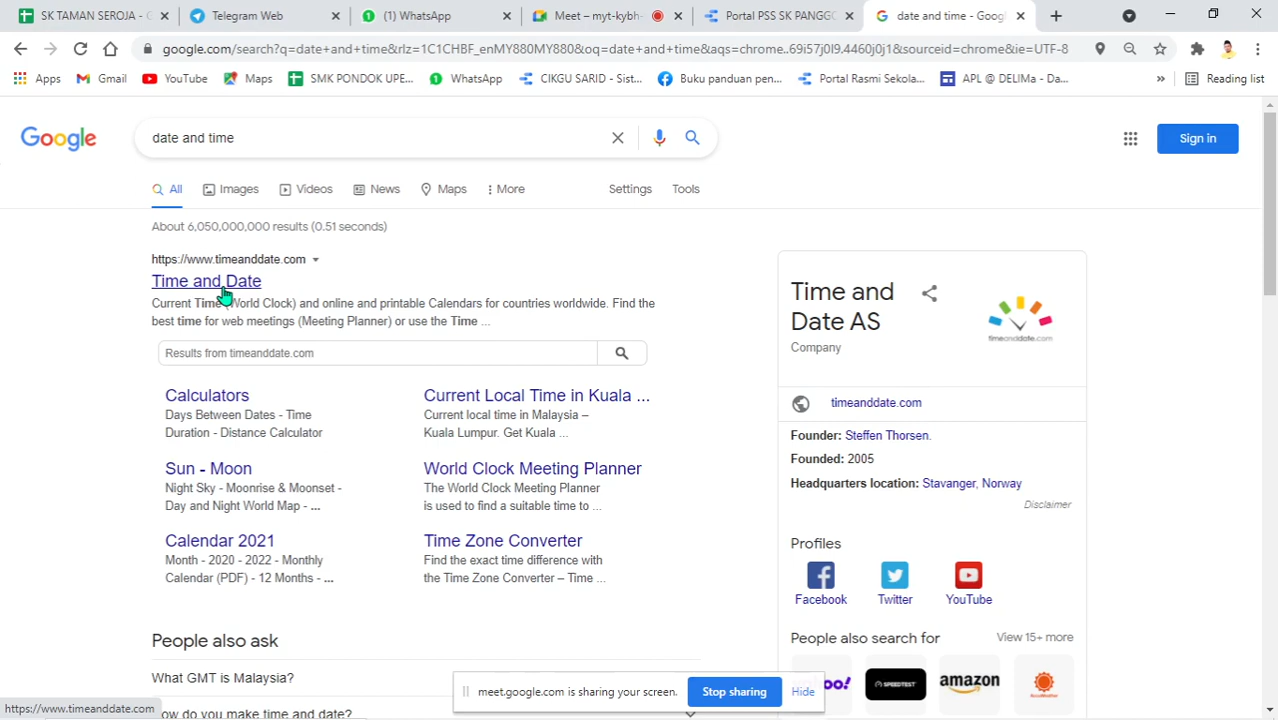 SK TAMAN SEROJA - G
Telegram Web
(1) WhatsApp
Meet – myt-kybh-
Portal PSS SK PANGGO
date and time - Goog
google.com/search?q=date+and+time&rlz=1C1CHBF_enMY880MY880&oq=date+and+time&aqs=chrome..69i57j0l9.4460j0j1&sourceid=chrome&ie=UTF-8
Apps
Gmail
YouTube
Maps
SMK PONDOK UPE...
WhatsApp
CIKGU SARID - Sist...
Buku panduan pen...
Portal Rasmi Sekola...
APL @ DELIMa - Da...
»
Reading list
Google
date and time
Sign in
All
Images
Videos
News
Maps
More
Settings
Tools
About 6,050,000,000 results (0.51 seconds)
https://www.timeanddate.com
Time and Date
Current Time (World Clock) and online and printable Calendars for countries worldwide. Find the
best time for web meetings (Meeting Planner) or use the Time ...
Results from timeanddate.com
Calculators
Days Between Dates - Time
Duration - Distance Calculator
Current Local Time in Kuala ...
Current local time in Malaysia –
Kuala Lumpur. Get Kuala ...
Sun - Moon
Night Sky - Moonrise & Moonset -
Day and Night World Map - ...
World Clock Meeting Planner
The World Clock Meeting Planner
is used to find a suitable time to ...
Calendar 2021
Month - 2020 - 2022 - Monthly
Calendar (PDF) - 12 Months - ...
Time Zone Converter
Find the exact time difference with
the Time Zone Converter – Time ...
People also ask
What GMT is Malaysia?
How do you make time and date?
Time and
Date AS
Company
timeanddate.com
timeanddate.com
Founder: Steffen Thorsen.
Founded: 2005
Headquarters location: Stavanger, Norway
Disclaimer
Profiles
Facebook
Twitter
YouTube
People also search for
View 15+ more
oo!
SPEEDTEST
amazon
meet.google.com is sharing your screen.
Stop sharing
Hide
https://www.timeanddate.com